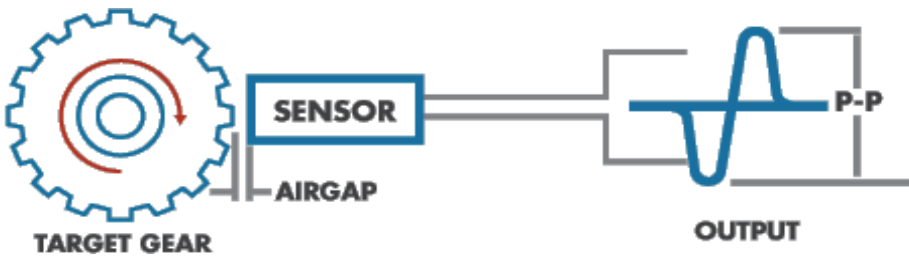 SENSOR
P-P
AIRGAP
OUTPUT
TARGET GEAR